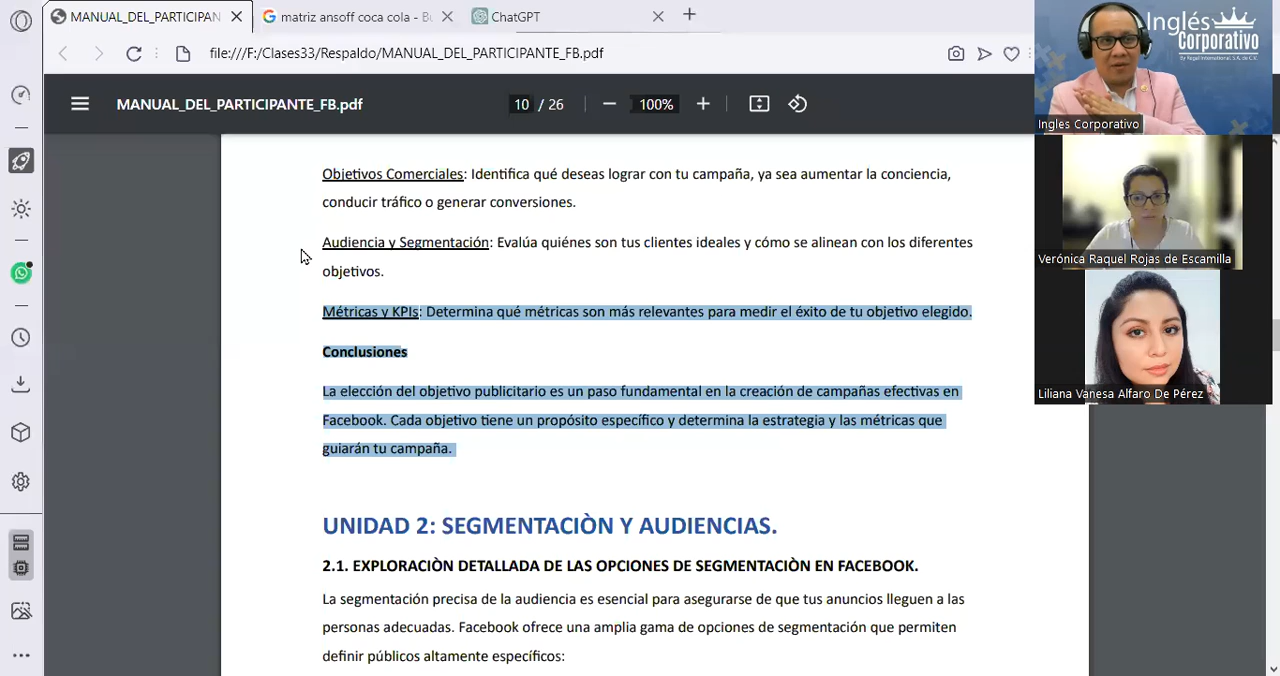 MANUAL_DEL_PARTICIPAN
matriz ansoff coca cola - Bu
ChatGPT
file:///F:/Clases33/Respaldo/MANUAL_DEL_PARTICIPANTE_FB.pdf
MANUAL_DEL_PARTICIPANTE_FB.pdf
10 / 26
100%
Objetivos Comerciales: Identifica qué deseas lograr con tu campaña, ya sea aumentar la conciencia,
conducir tráfico o generar conversiones.
Audiencia y Segmentación: Evalúa quiénes son tus clientes ideales y cómo se alinean con los diferentes
objetivos.
Métricas y KPIs: Determina qué métricas son más relevantes para medir el éxito de tu objetivo elegido.
Conclusiones
La elección del objetivo publicitario es un paso fundamental en la creación de campañas efectivas en
Facebook. Cada objetivo tiene un propósito específico y determina la estrategia y las métricas que
guiarán tu campaña.
UNIDAD 2: SEGMENTACIÒN Y AUDIENCIAS.
2.1. EXPLORACIÒN DETALLADA DE LAS OPCIONES DE SEGMENTACIÒN EN FACEBOOK.
La segmentación precisa de la audiencia es esencial para asegurarse de que tus anuncios lleguen a las
personas adecuadas. Facebook ofrece una amplia gama de opciones de segmentación que permiten
definir públicos altamente específicos:
Inglés
Corporativo
By Regal International, S.A. de C.V.
Ingles Corporativo
Verónica Raquel Rojas de Escamilla
Liliana Vanesa Alfaro De Pérez